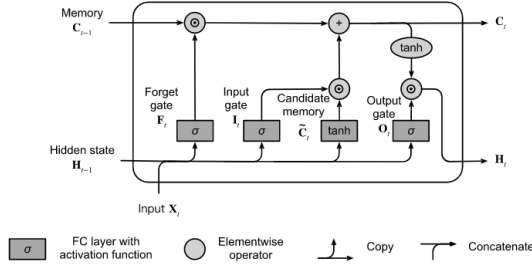 Memory
C_{t-1}
C_t
tanh
Forget
gate
F_t
Input
gate
I_t
Candidate
memory
C̃_t
Output
gate
O_t
σ
σ
tanh
σ
Hidden state
H_{t-1}
H_t
Input X_t
σ
FC layer with
activation function
Elementwise
operator
Copy
Concatenate